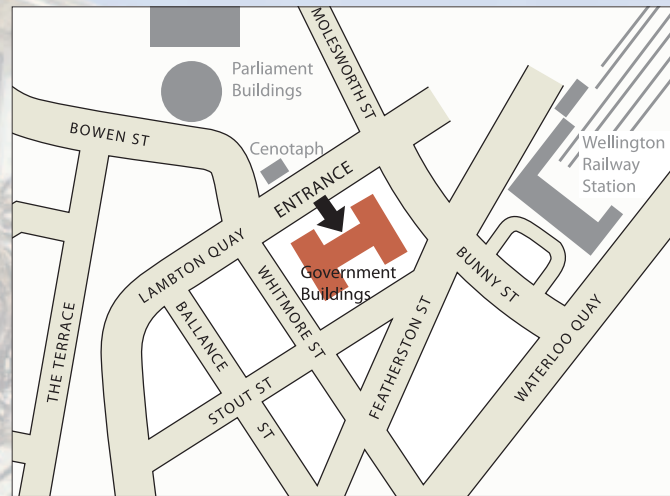 MOLESWORTH ST
Parliament
Buildings
BOWEN ST
Cenotaph
Wellington
Railway
Station
ENTRANCE
LAMBTON QUAY
Government
Buildings
BUNNY ST
WHITMORE ST
BALLANCE
ST
THE TERRACE
STOUT ST
FEATHERSTON ST
WATERLOO QUAY